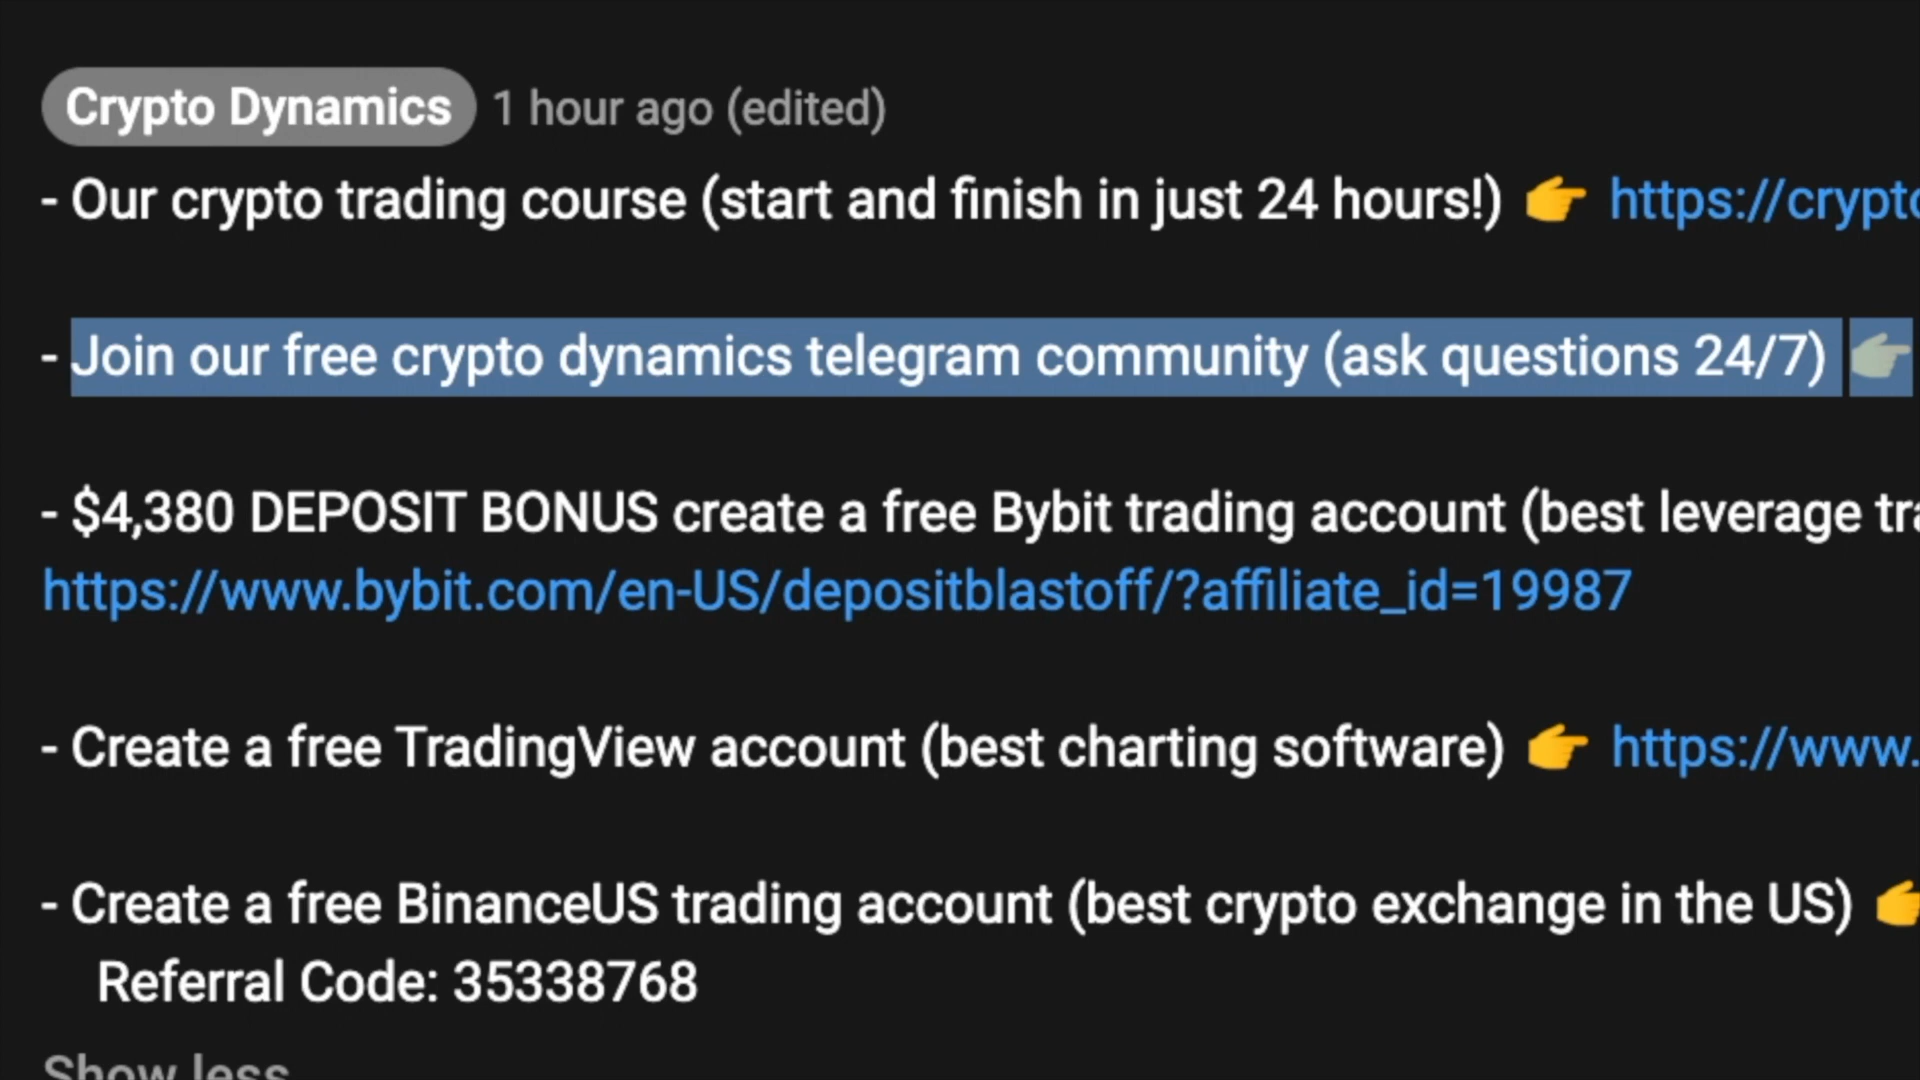 Crypto Dynamics 1 hour ago (edited)
- Our crypto trading course (start and finish in just 24 hours!) 👉 https://crypto
- Join our free crypto dynamics telegram community (ask questions 24/7) 👉
- $4,380 DEPOSIT BONUS create a free Bybit trading account (best leverage tra
https://www.bybit.com/en-US/depositblastoff/?affiliate_id=19987
- Create a free TradingView account (best charting software) 👉 https://www.
- Create a free BinanceUS trading account (best crypto exchange in the US) 👉
Referral Code: 35338768
Show less